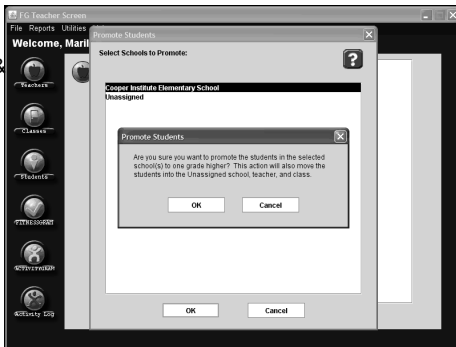 FG Teacher Screen
File Reports Utilities
Welcome, Maril
Promote Students
Select Schools to Promote:
?
Cooper Institute Elementary School
Unassigned
Promote Students
Are you sure you want to promote the students in the selected
school(s) to one grade higher? This action will also move the
students into the Unassigned school, teacher, and class.
OK Cancel
OK Cancel
Teachers
Classes
Students
FITNESSGRAM
ACTIVITYGRAM
Activity Log